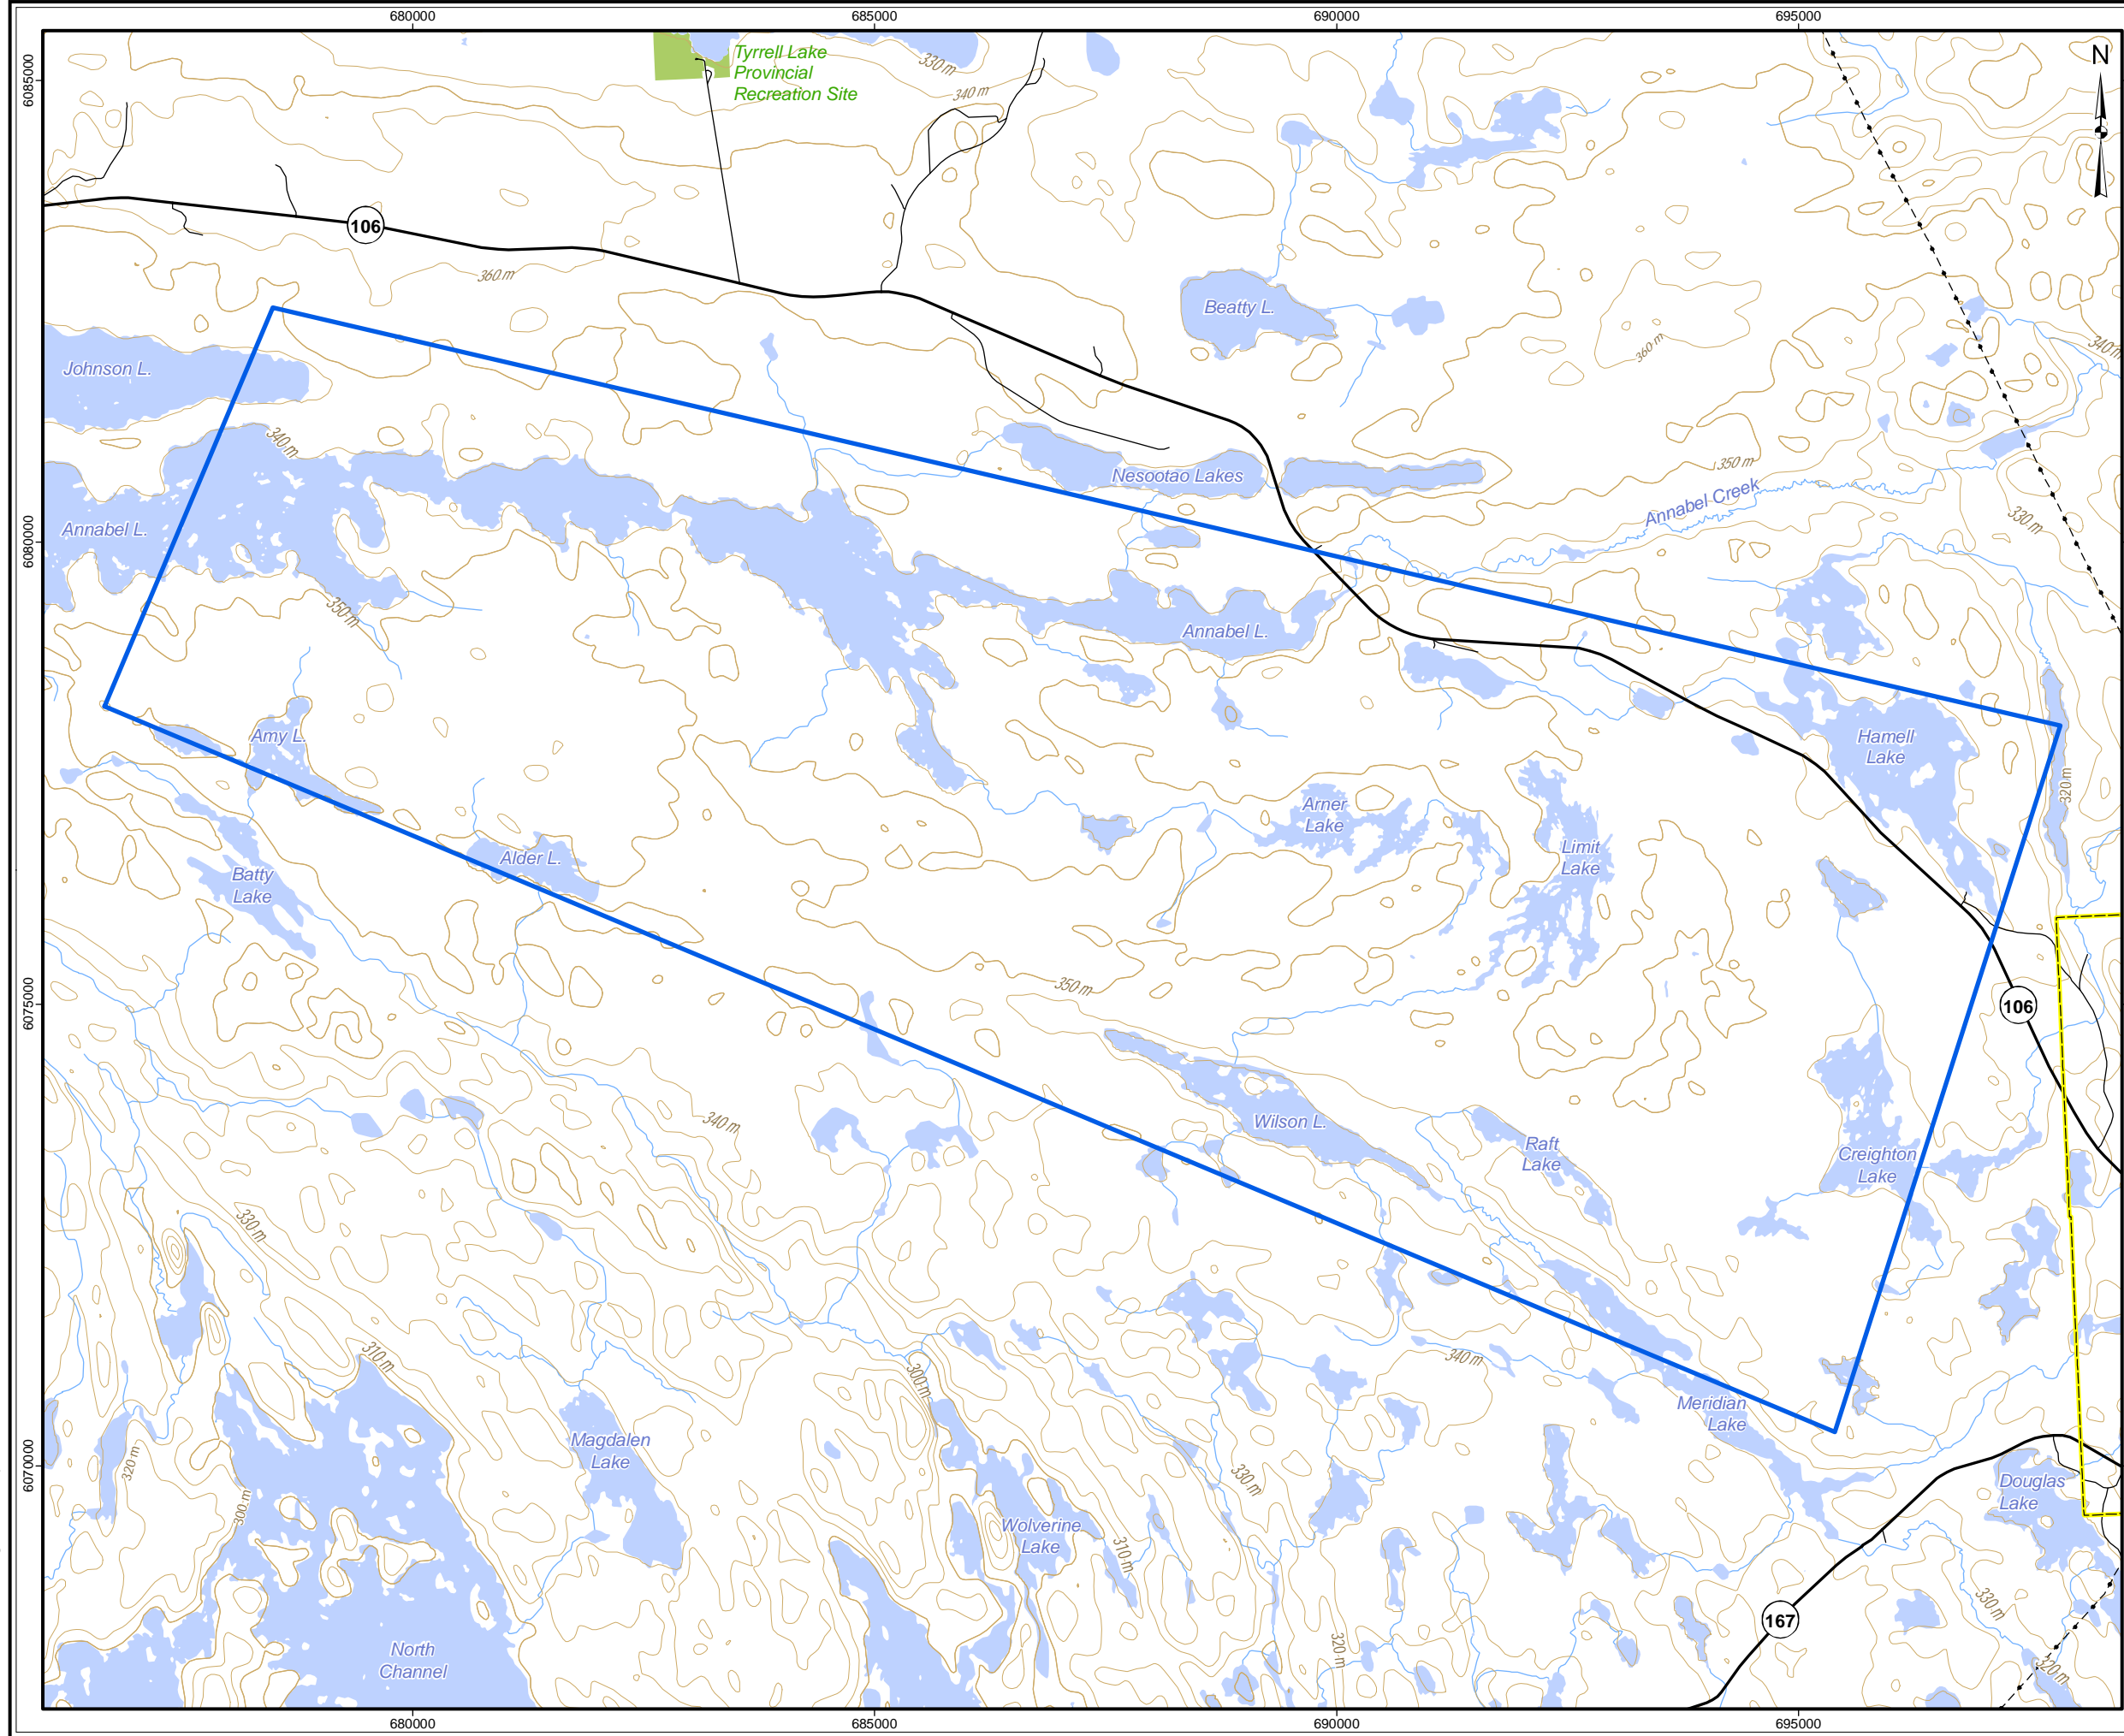 680000
685000
690000
695000
N
6085000
Tyrrell Lake
Provincial
Recreation Site
330 m
340 m
106
360 m
Beatty L.
340 m
360 m
Johnson L.
340 m
350 m
Nesootao Lakes
Annabel Creek
330 m
Annabel L.
6080000
350 m
Annabel L.
Amy L.
Hamell
Lake
320 m
Arner
Lake
Limit
Lake
Alder L.
Batty
Lake
350 m
6075000
106
340 m
Wilson L.
Raft
Lake
Creighton
Lake
330 m
310 m
300 m
340 m
Meridian
Lake
Magdalen
Lake
320 m
6070000
330 m
Douglas
Lake
300 m
Wolverine
Lake
310 m
330 m
167
North
Channel
320 m
320 m
680000
685000
690000
695000